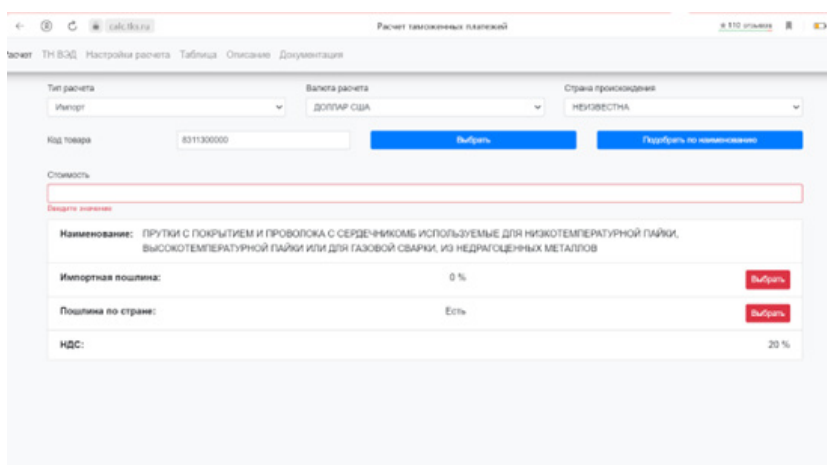 calc.tks.ru
Расчет таможенных платежей
★ 510 отзывов
Расчет ТН ВЭД Настройки расчета Таблица Описание Документация
Тип расчета Валюта расчета Страна происхождения
Импорт ДОЛЛАР США НЕИЗВЕСТНА
Код товара 8311300000 Выбрать Подобрать по наименованию
Стоимость
Введите значение
Наименование: ПРУТКИ С ПОКРЫТИЕМ И ПРОВОЛОКА С СЕРДЕЧНИКОМБ ИСПОЛЬЗУЕМЫЕ ДЛЯ НИЗКОТЕМПЕРАТУРНОЙ ПАЙКИ,
ВЫСОКОТЕМПЕРАТУРНОЙ ПАЙКИ ИЛИ ДЛЯ ГАЗОВОЙ СВАРКИ, ИЗ НЕДРАГОЦЕННЫХ МЕТАЛЛОВ
Импортная пошлина: 0 % Выбрать
Пошлина по стране: Есть Выбрать
НДС: 20 %